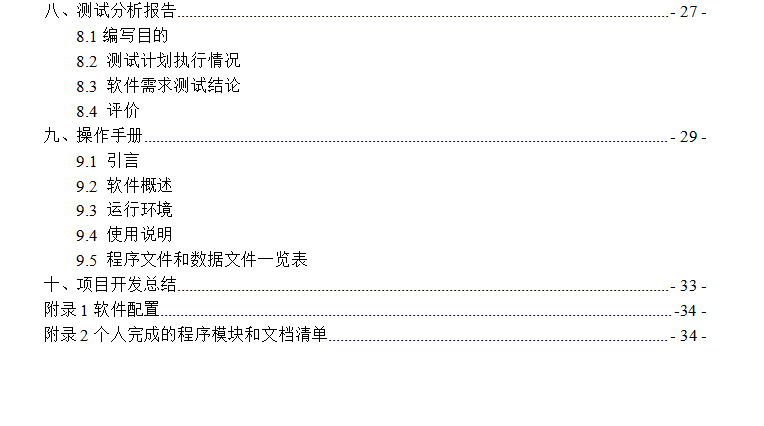 八、测试分析报告........................................................................................................................- 27 -
8.1 编写目的
8.2 测试计划执行情况
8.3 软件需求测试结论
8.4 评价
九、操作手册................................................................................................................................- 29 -
9.1 引言
9.2 软件概述
9.3 运行环境
9.4 使用说明
9.5 程序文件和数据文件一览表
十、项目开发总结........................................................................................................................- 33 -
附录 1 软件配置............................................................................................................................-34 -
附录 2 个人完成的程序模块和文档清单....................................................................................- 34 -